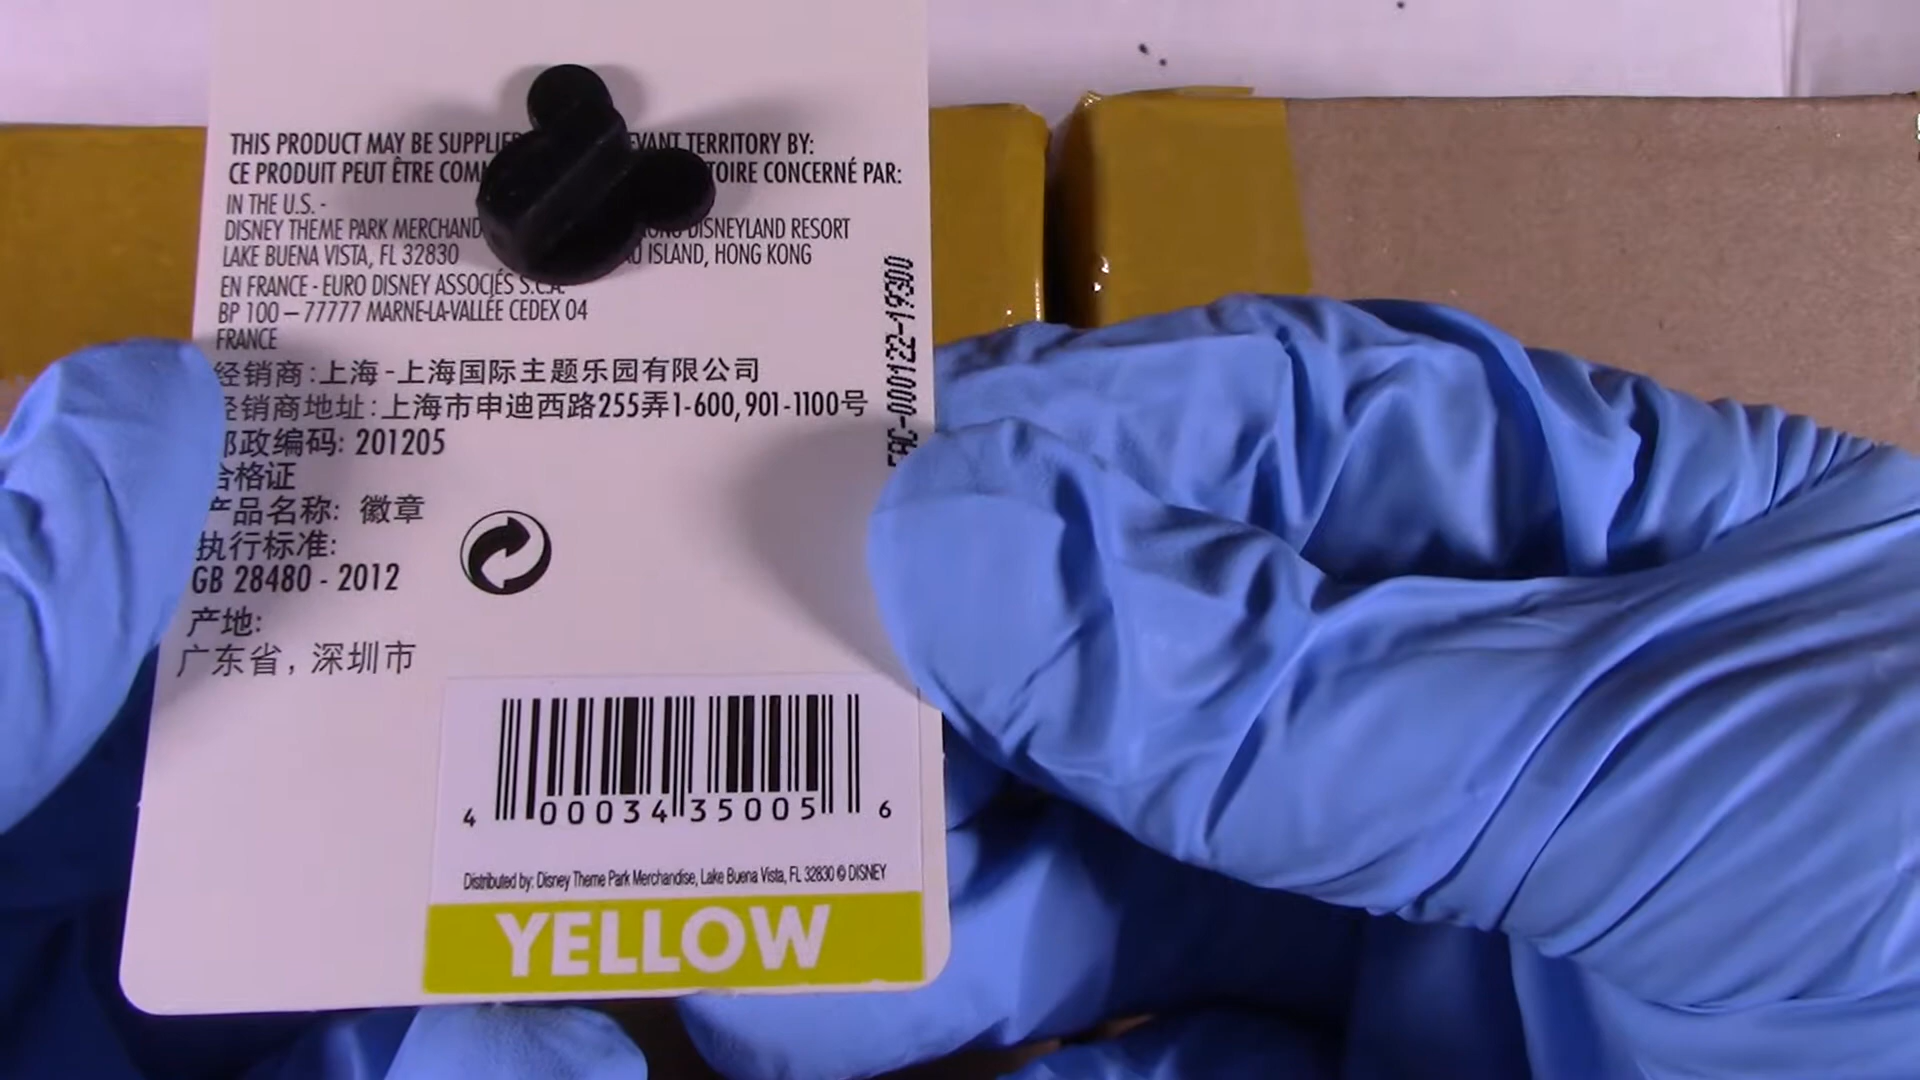 THIS PRODUCT MAY BE TERRITORY BY:
CE PRODUIT PEUT ÊTRE CONCERNÉ PAR:
IN THE U.S. -
DISNEY THEME PARK DISNEYLAND RESORT
LAKE BUENA VISTA, FL 32830 ISLAND, HONG KONG
EN FRANCE - EURO DISNEY ASSOCIÉS S.C.A.
BP 100 – 77777 MARNE-LA-VALLÉE CEDEX 04
FRANCE
经销商:上海-上海国际主题乐园有限公司
经销商地址:上海市申迪西路255弄1-600,901-1100号
邮政编码: 201205
合格证
产品名称: 徽章
执行标准:
GB 28480 - 2012
产地:
广东省, 深圳市
4 00034 35005 6
Distributed by: Disney Theme Park Merchandise, Lake Buena Vista, FL 32830 © DISNEY
YELLOW